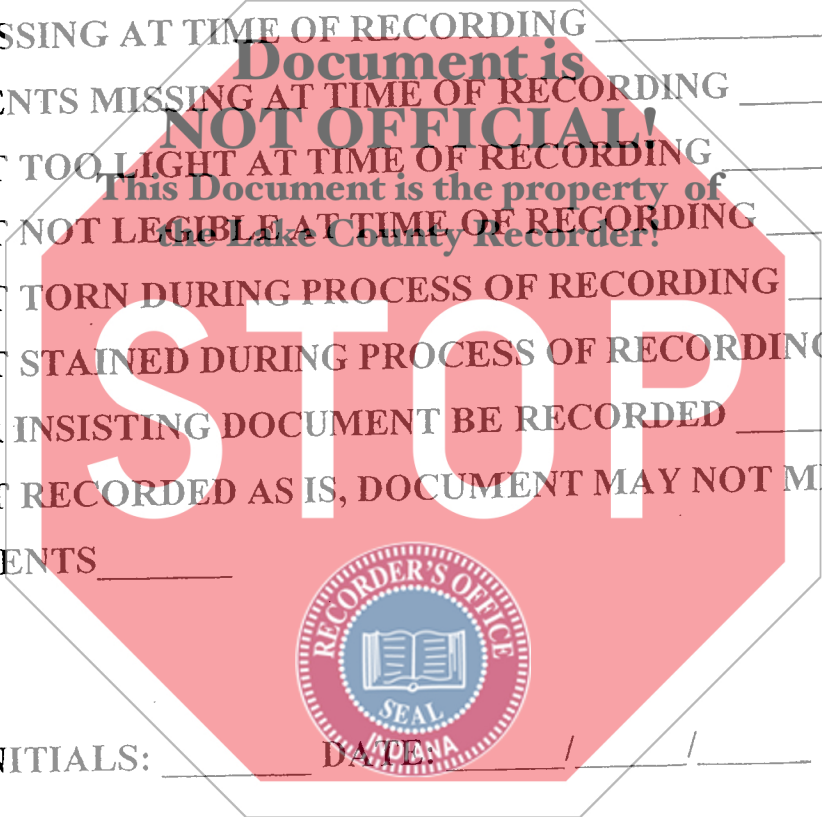 SSING AT TIME OF RECORDING
Document is
ENTS MISSING AT TIME OF RECORDING
NOT OFFICIAL!
T TOO LIGHT AT TIME OF RECORDING
This Document is the property of
T NOT LEGIBLE AT TIME OF RECORDING
the Lake County Recorder!
T TORN DURING PROCESS OF RECORDING
STOP
T STAINED DURING PROCESS OF RECORDING
INSISTING DOCUMENT BE RECORDED
T RECORDED AS IS, DOCUMENT MAY NOT M
ENTS
RECORDER'S OFFICE
SEAL
INDIANA
NITIALS: DATE: / /